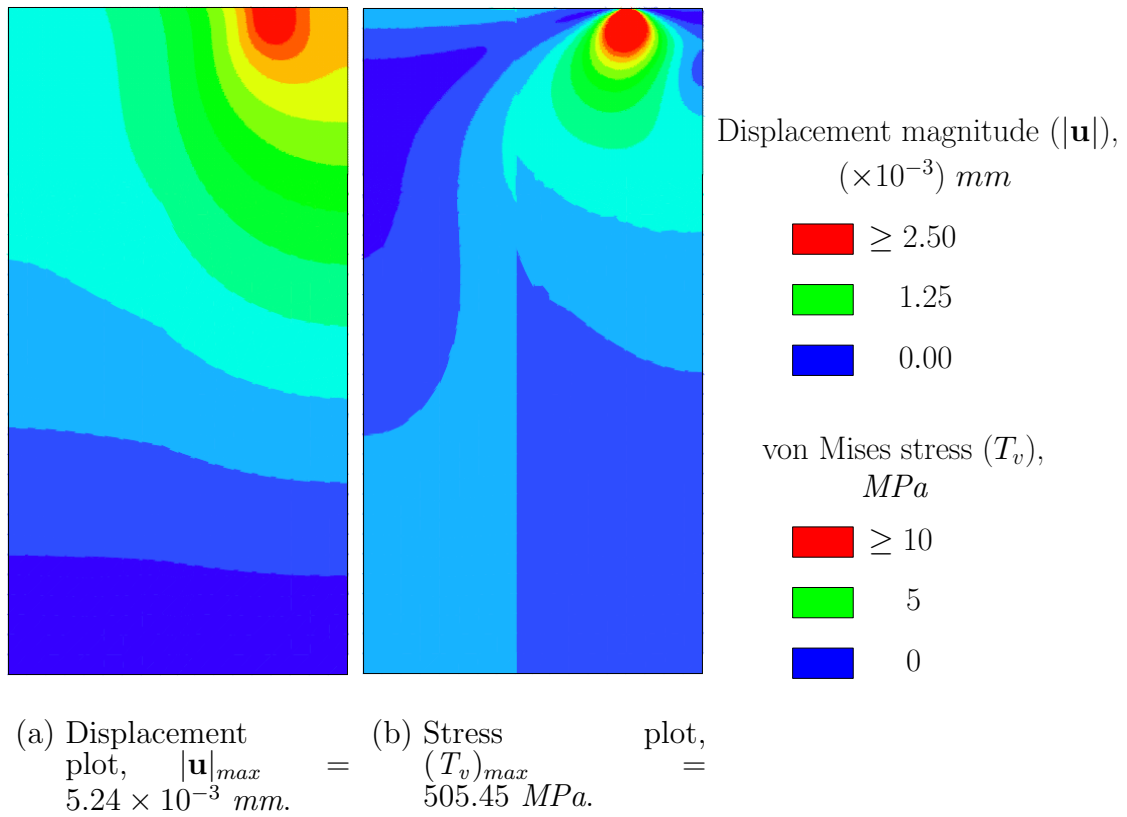 Displacement magnitude (|u|),
(×10⁻³) mm
≥ 2.50
1.25
0.00
von Mises stress (Tᵥ),
MPa
≥ 10
5
0
(a) Displacement
plot, |u|ₘₐₓ =
5.24 × 10⁻³ mm.
(b) Stress plot,
(Tᵥ)ₘₐₓ =
505.45 MPa.